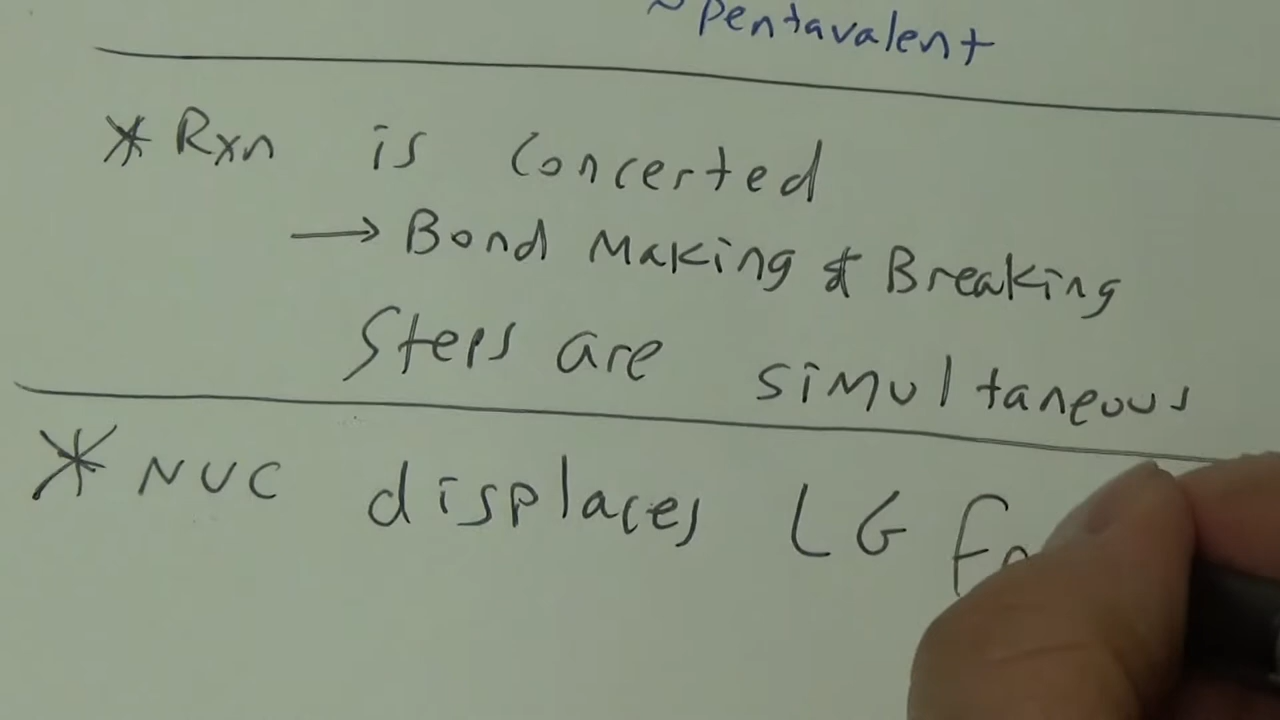 ~ Pentavalent
* Rxn is Concerted
→ Bond Making & Breaking
Steps are simultaneous
* NUC displaces LG